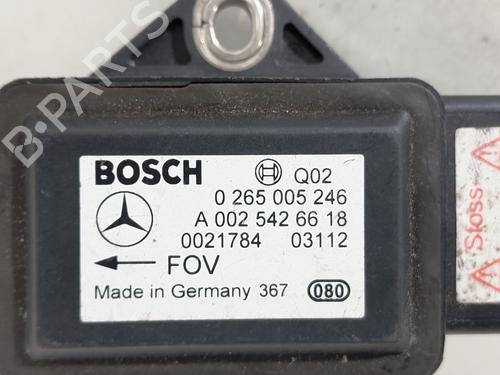 BOSCH Q02
0 265 005 246
A 002 542 66 18
0021784 03112
FOV
Made in Germany 367 080
Stoss
B-PARTS